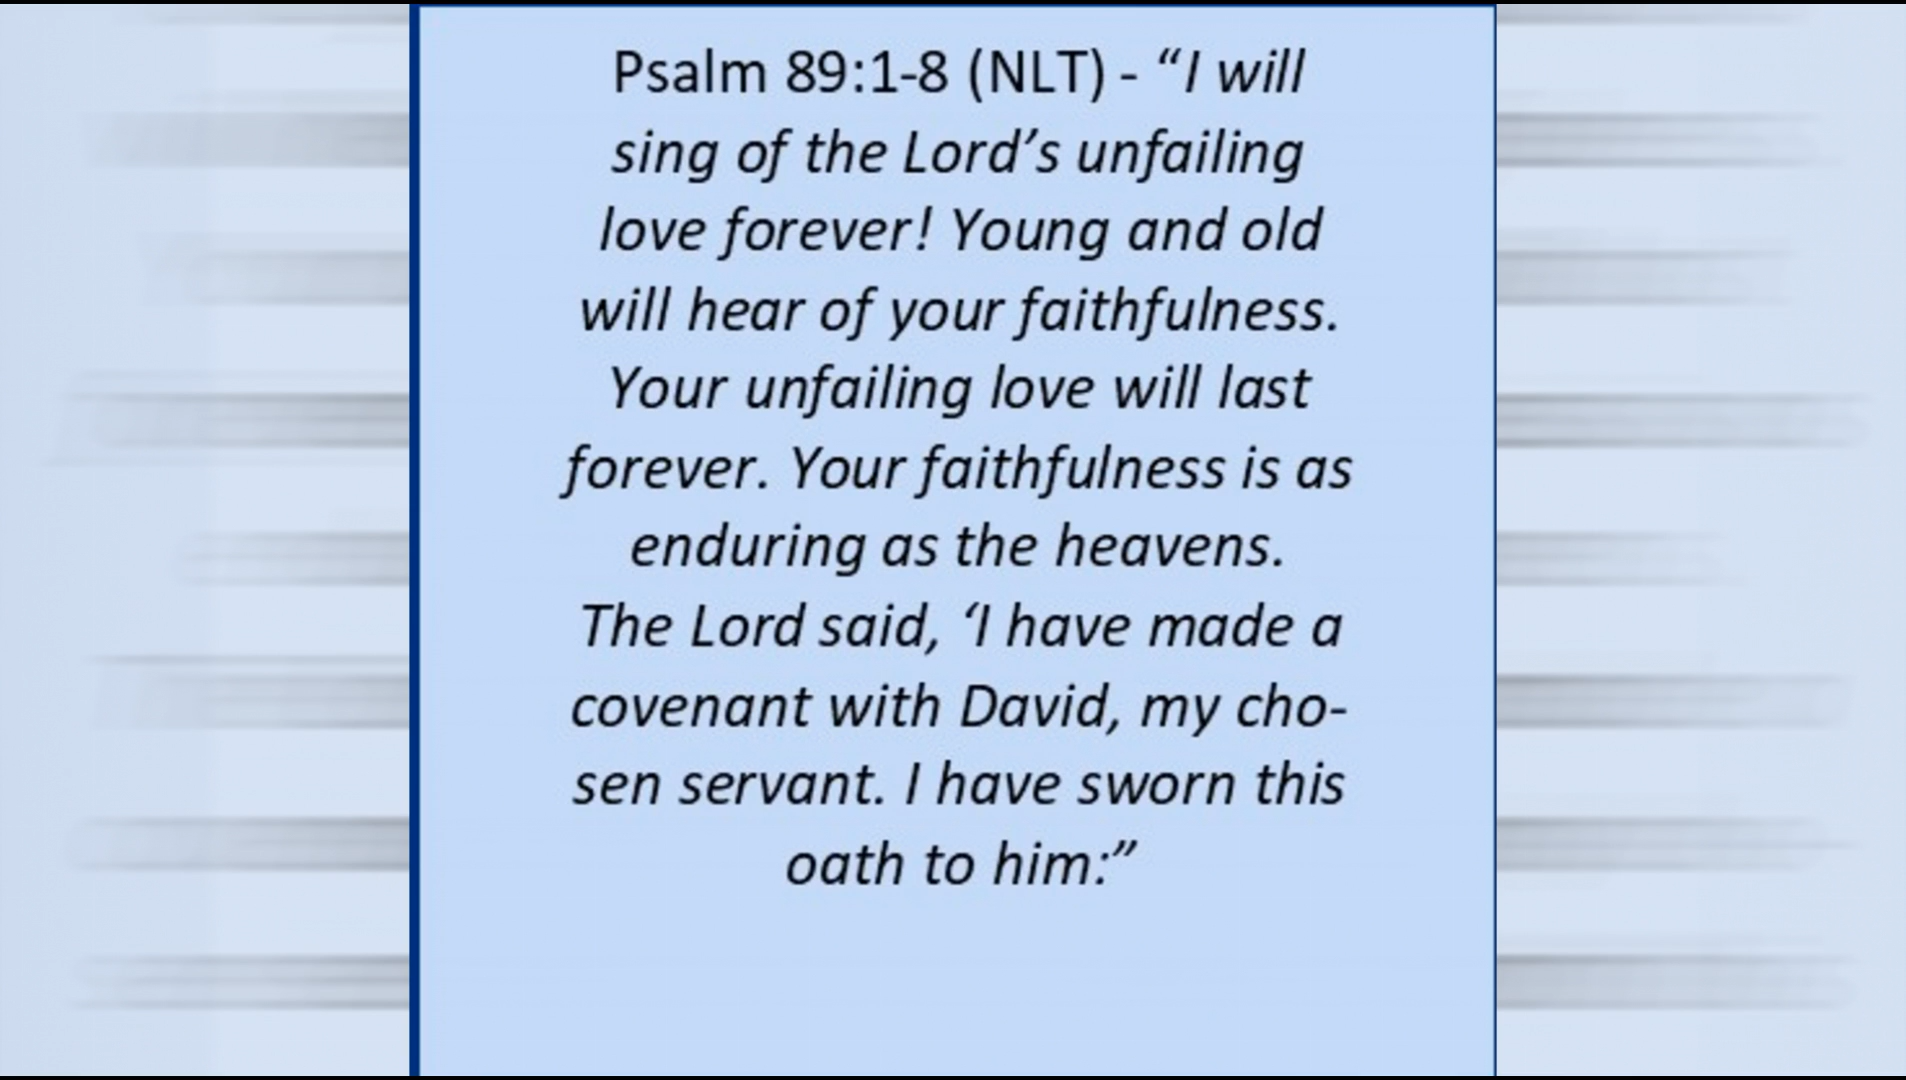 Psalm 89:1-8 (NLT) - “I will
sing of the Lord’s unfailing
love forever! Young and old
will hear of your faithfulness.
Your unfailing love will last
forever. Your faithfulness is as
enduring as the heavens.
The Lord said, ‘I have made a
covenant with David, my cho-
sen servant. I have sworn this
oath to him:”